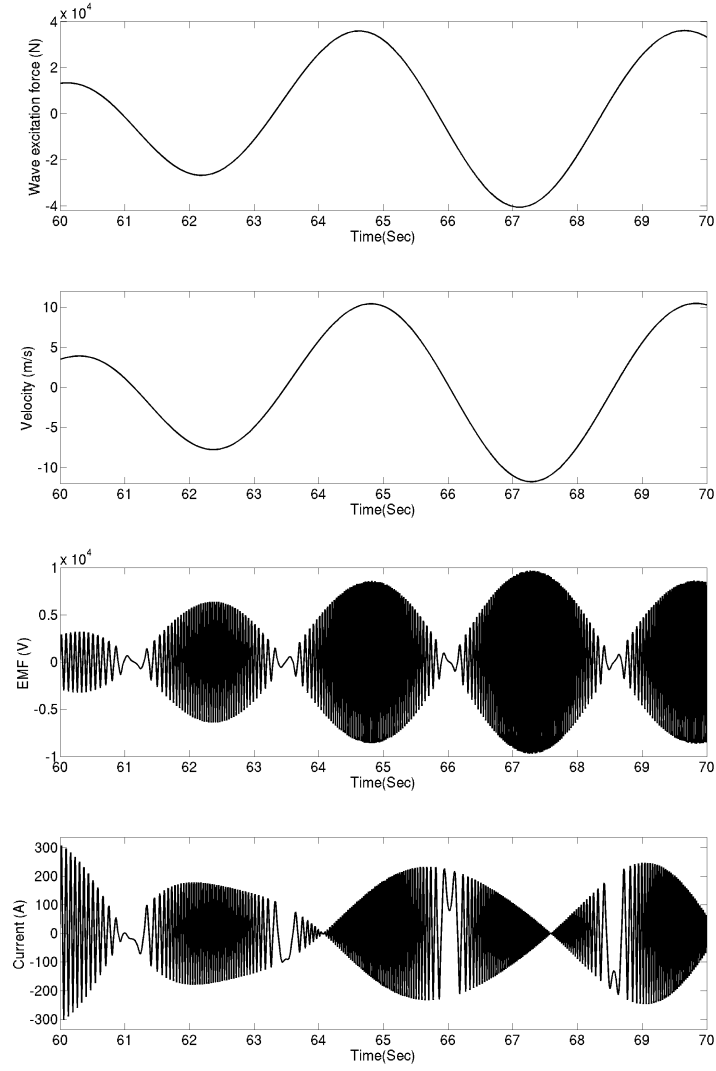 x 10^4
Wave excitation force (N)
4
2
0
-2
-4
60 61 62 63 64 65 66 67 68 69 70
Time(Sec)
Velocity (m/s)
10
5
0
-5
-10
60 61 62 63 64 65 66 67 68 69 70
Time(Sec)
x 10^4
EMF (V)
1
0.5
0
-0.5
-1
60 61 62 63 64 65 66 67 68 69 70
Time(Sec)
Current (A)
300
200
100
0
-100
-200
-300
60 61 62 63 64 65 66 67 68 69 70
Time(Sec)